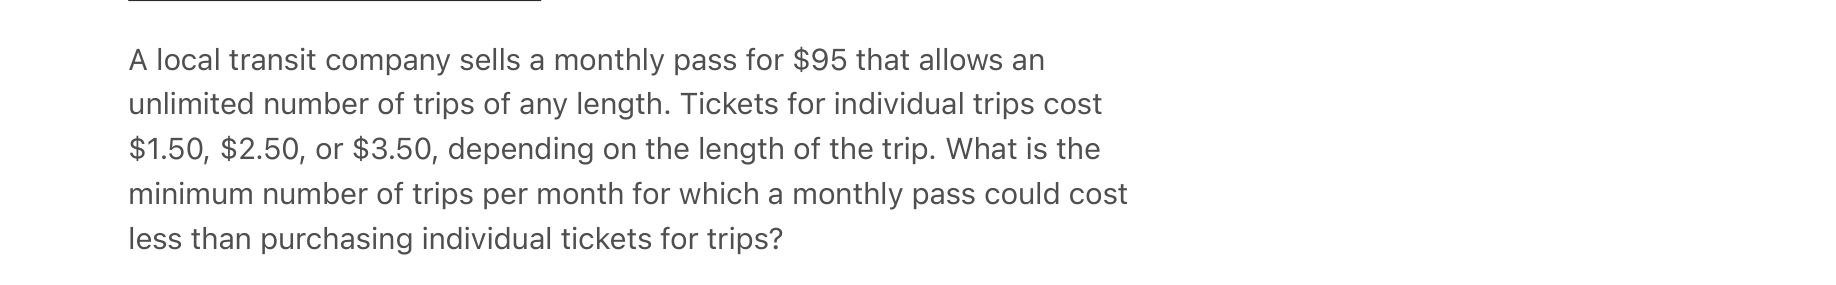 A local transit company sells a monthly pass for $95 that allows an
unlimited number of trips of any length. Tickets for individual trips cost
$1.50, $2.50, or $3.50, depending on the length of the trip. What is the
minimum number of trips per month for which a monthly pass could cost
less than purchasing individual tickets for trips?